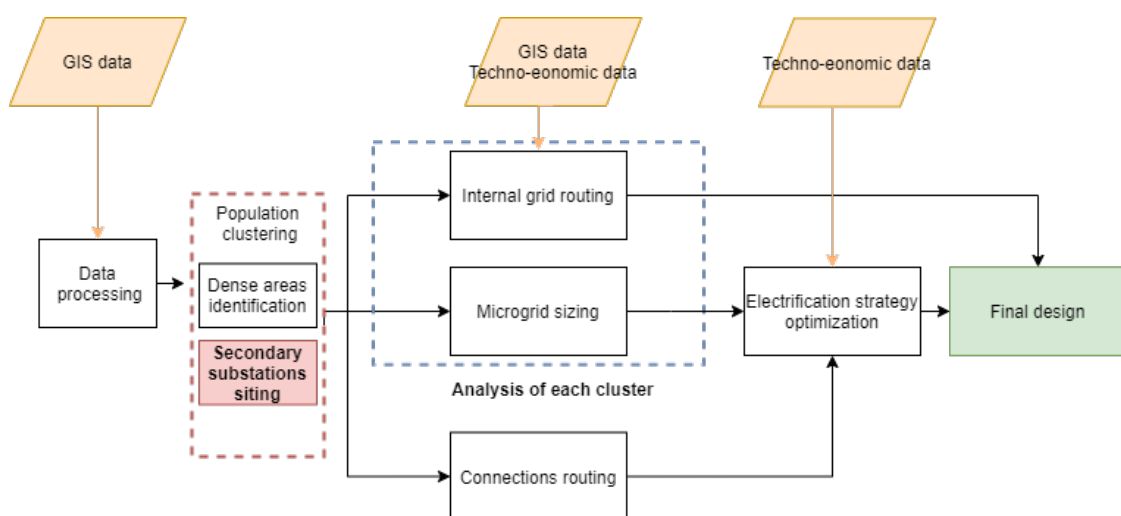 GIS data
GIS data
Techno-eonomic data
Techno-eonomic data
Population
clustering
Internal grid routing
Data
processing
Dense areas
identification
Microgrid sizing
Electrification strategy
optimization
Final design
Secondary
substations
siting
Analysis of each cluster
Connections routing